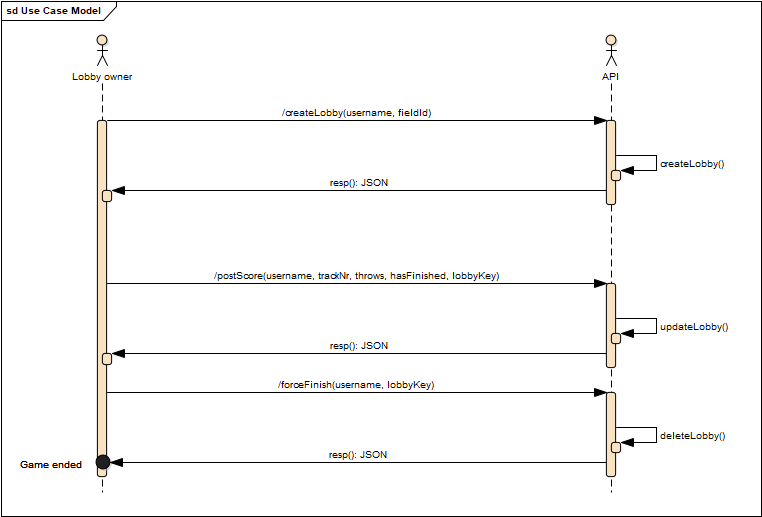 sd Use Case Model
Lobby owner
API
/createLobby(username, fieldId)
createLobby()
resp(): JSON
/postScore(username, trackNr, throws, hasFinished, lobbyKey)
updateLobby()
resp(): JSON
/forceFinish(username, lobbyKey)
deleteLobby()
resp(): JSON
Game ended